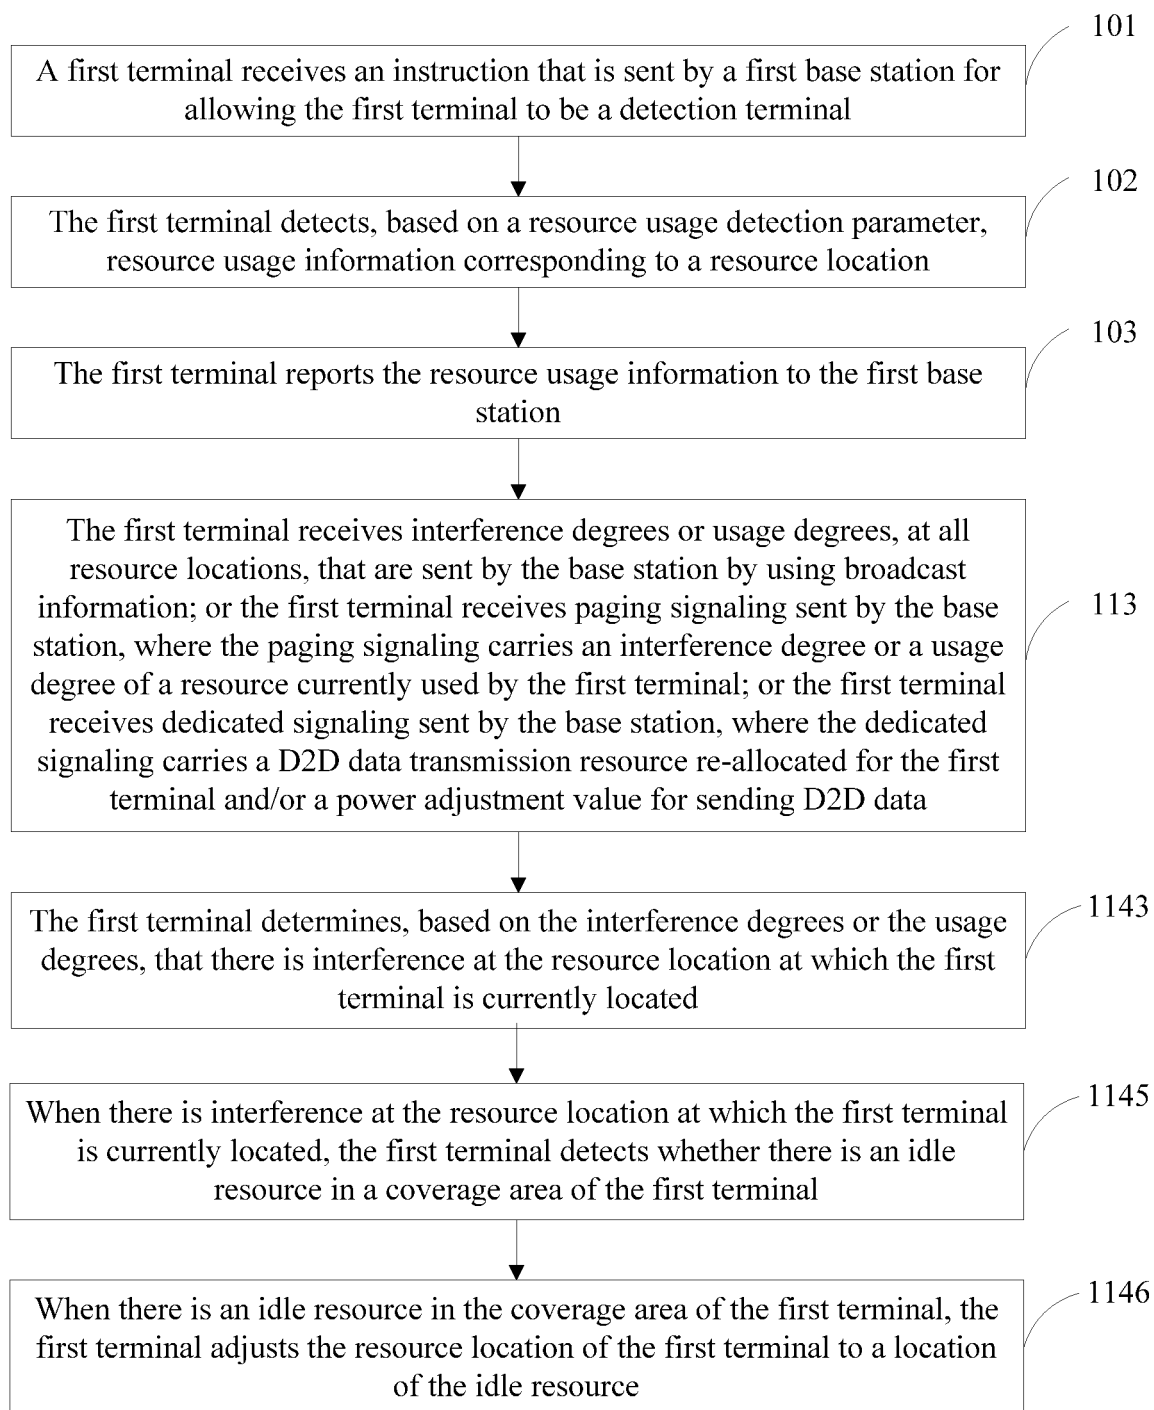 101
A first terminal receives an instruction that is sent by a first base station for
allowing the first terminal to be a detection terminal
102
The first terminal detects, based on a resource usage detection parameter,
resource usage information corresponding to a resource location
103
The first terminal reports the resource usage information to the first base
station
The first terminal receives interference degrees or usage degrees, at all
resource locations, that are sent by the base station by using broadcast
information; or the first terminal receives paging signaling sent by the base
station, where the paging signaling carries an interference degree or a usage
degree of a resource currently used by the first terminal; or the first terminal
receives dedicated signaling sent by the base station, where the dedicated
signaling carries a D2D data transmission resource re-allocated for the first
terminal and/or a power adjustment value for sending D2D data
113
The first terminal determines, based on the interference degrees or the usage
degrees, that there is interference at the resource location at which the first
terminal is currently located
1143
When there is interference at the resource location at which the first terminal
is currently located, the first terminal detects whether there is an idle
resource in a coverage area of the first terminal
1145
When there is an idle resource in the coverage area of the first terminal, the
first terminal adjusts the resource location of the first terminal to a location
of the idle resource
1146